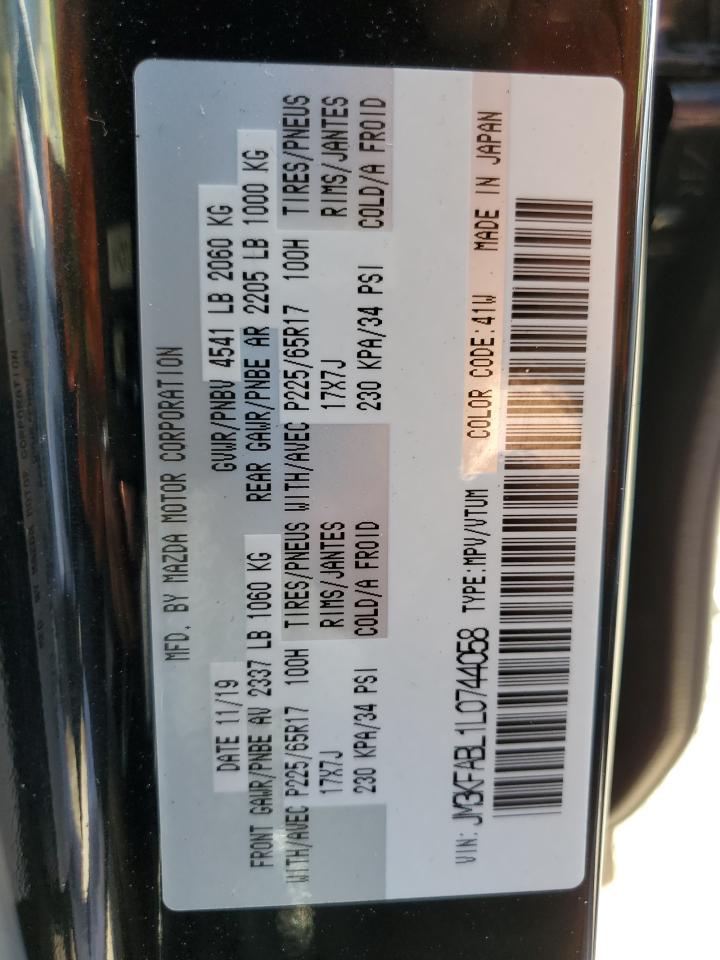 MFD. BY MAZDA MOTOR CORPORATION
DATE 11/19 GVWR/PNBV 4541 LB 2060 KG
FRONT GAWR/PNBE AV 2337 LB 1060 KG REAR GAWR/PNBE AR 2205 LB 1000 KG
WITH/AVEC P225/65R17 100H TIRES/PNEUS WITH/AVEC P225/65R17 100H TIRES/PNEUS
17X7J RIMS/JANTES 17X7J RIMS/JANTES
230 KPA/34 PSI COLD/A FROID 230 KPA/34 PSI COLD/A FROID
VIN: JM3KFABL1L0744058 TYPE:MPV/VTUM COLOR CODE:41W MADE IN JAPAN